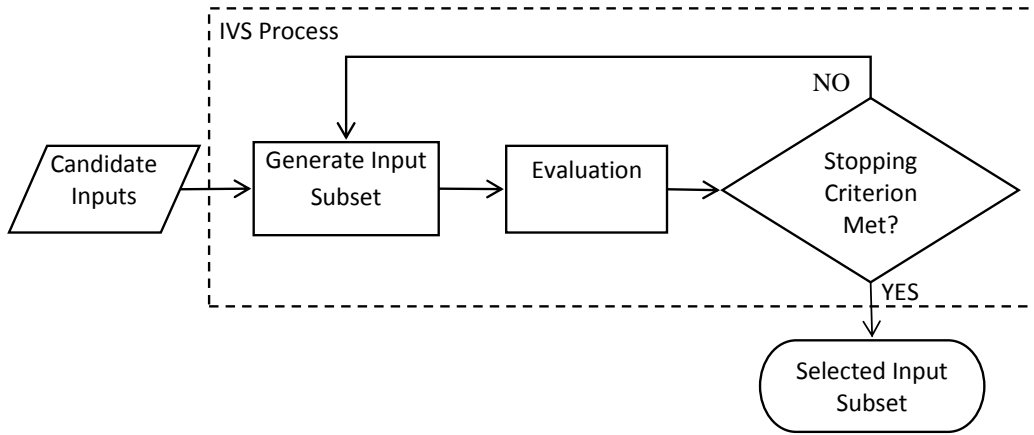 IVS Process
NO
Candidate
Inputs
Generate Input
Subset
Evaluation
Stopping
Criterion
Met?
YES
Selected Input
Subset